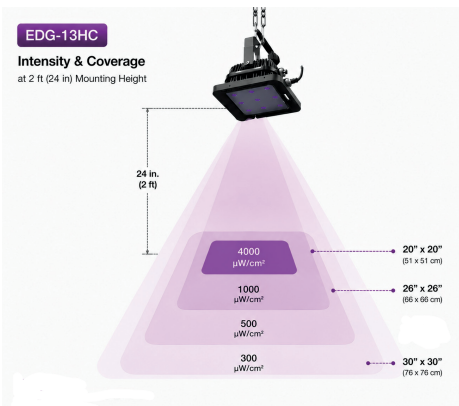 EDG-13HC
Intensity & Coverage
at 2 ft (24 in) Mounting Height
24 in.
(2 ft)
4000
µW/cm²
20” x 20”
(51 x 51 cm)
1000
µW/cm²
26” x 26”
(66 x 66 cm)
500
µW/cm²
300
µW/cm²
30” x 30”
(76 x 76 cm)